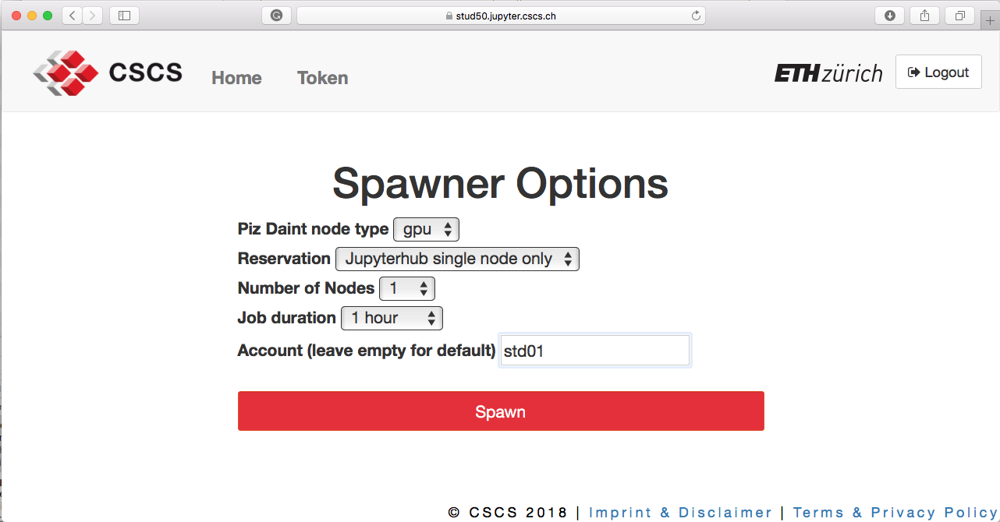 stud50.jupyter.cscs.ch
CSCS Home Token ETH zürich Logout
Spawner Options
Piz Daint node type gpu
Reservation Jupyterhub single node only
Number of Nodes 1
Job duration 1 hour
Account (leave empty for default) std01
Spawn
© CSCS 2018 | Imprint & Disclaimer | Terms & Privacy Policy